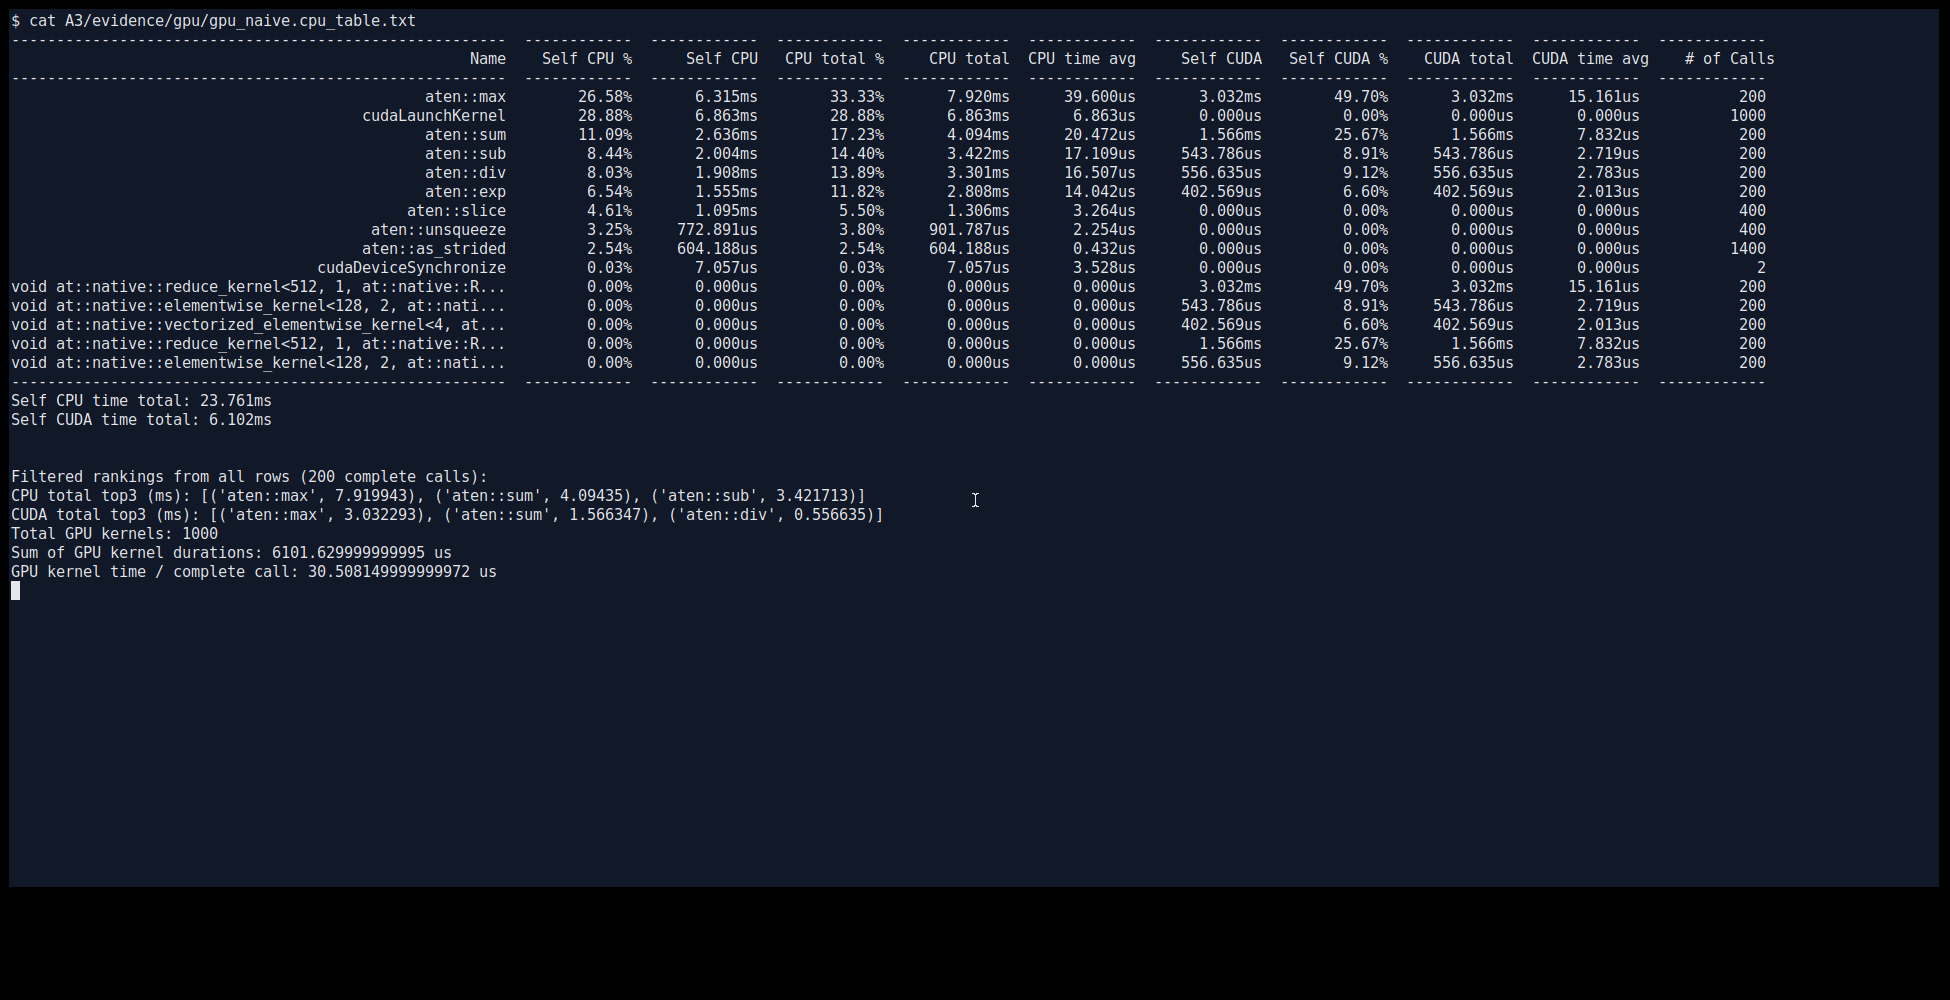 $ cat A3/evidence/gpu/gpu_naive.cpu_table.txt
-------------------------------------------------------  ------------  ------------  ------------  ------------  ------------  ------------  ------------  ------------  ------------  ------------
Name    Self CPU %      Self CPU   CPU total %     CPU total  CPU time avg     Self CUDA   Self CUDA %    CUDA total  CUDA time avg    # of Calls
-------------------------------------------------------  ------------  ------------  ------------  ------------  ------------  ------------  ------------  ------------  ------------  ------------
aten::max        26.58%       6.315ms        33.33%       7.920ms      39.600us       3.032ms        49.70%       3.032ms      15.161us           200
cudaLaunchKernel        28.88%       6.863ms        28.88%       6.863ms       6.863us       0.000us         0.00%       0.000us       0.000us          1000
aten::sum        11.09%       2.636ms        17.23%       4.094ms      20.472us       1.566ms        25.67%       1.566ms       7.832us           200
aten::sub         8.44%       2.004ms        14.40%       3.422ms      17.109us     543.786us         8.91%     543.786us       2.719us           200
aten::div         8.03%       1.908ms        13.89%       3.301ms      16.507us     556.635us         9.12%     556.635us       2.783us           200
aten::exp         6.54%       1.555ms        11.82%       2.808ms      14.042us     402.569us         6.60%     402.569us       2.013us           200
aten::slice         4.61%       1.095ms         5.50%       1.306ms       3.264us       0.000us         0.00%       0.000us       0.000us           400
aten::unsqueeze         3.25%     772.891us         3.80%     901.787us       2.254us       0.000us         0.00%       0.000us       0.000us           400
aten::as_strided         2.54%     604.188us         2.54%     604.188us       0.432us       0.000us         0.00%       0.000us       0.000us          1400
cudaDeviceSynchronize         0.03%       7.057us         0.03%       7.057us       3.528us       0.000us         0.00%       0.000us       0.000us             2
void at::native::reduce_kernel<512, 1, at::native::R...         0.00%       0.000us         0.00%       0.000us       0.000us       3.032ms        49.70%       3.032ms      15.161us           200
void at::native::elementwise_kernel<128, 2, at::nati...         0.00%       0.000us         0.00%       0.000us       0.000us     543.786us         8.91%     543.786us       2.719us           200
void at::native::vectorized_elementwise_kernel<4, at...         0.00%       0.000us         0.00%       0.000us       0.000us     402.569us         6.60%     402.569us       2.013us           200
void at::native::reduce_kernel<512, 1, at::native::R...         0.00%       0.000us         0.00%       0.000us       0.000us       1.566ms        25.67%       1.566ms       7.832us           200
void at::native::elementwise_kernel<128, 2, at::nati...         0.00%       0.000us         0.00%       0.000us       0.000us     556.635us         9.12%     556.635us       2.783us           200
-------------------------------------------------------  ------------  ------------  ------------  ------------  ------------  ------------  ------------  ------------  ------------  ------------
Self CPU time total: 23.761ms
Self CUDA time total: 6.102ms
Filtered rankings from all rows (200 complete calls):
CPU total top3 (ms): [('aten::max', 7.919943), ('aten::sum', 4.09435), ('aten::sub', 3.421713)]
CUDA total top3 (ms): [('aten::max', 3.032293), ('aten::sum', 1.566347), ('aten::div', 0.556635)]
Total GPU kernels: 1000
Sum of GPU kernel durations: 6101.629999999995 us
GPU kernel time / complete call: 30.508149999999972 us